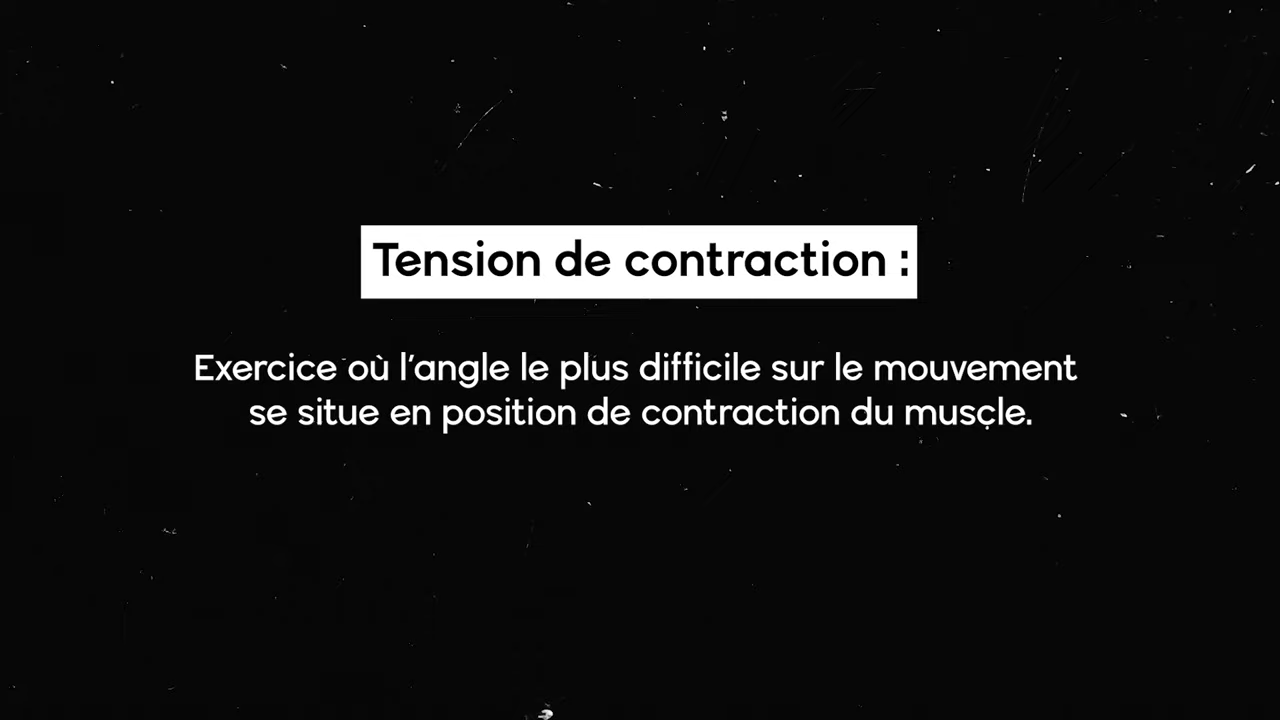 Tension de contraction :
Exercice où l'angle le plus difficile sur le mouvement
se situe en position de contraction du muscle.